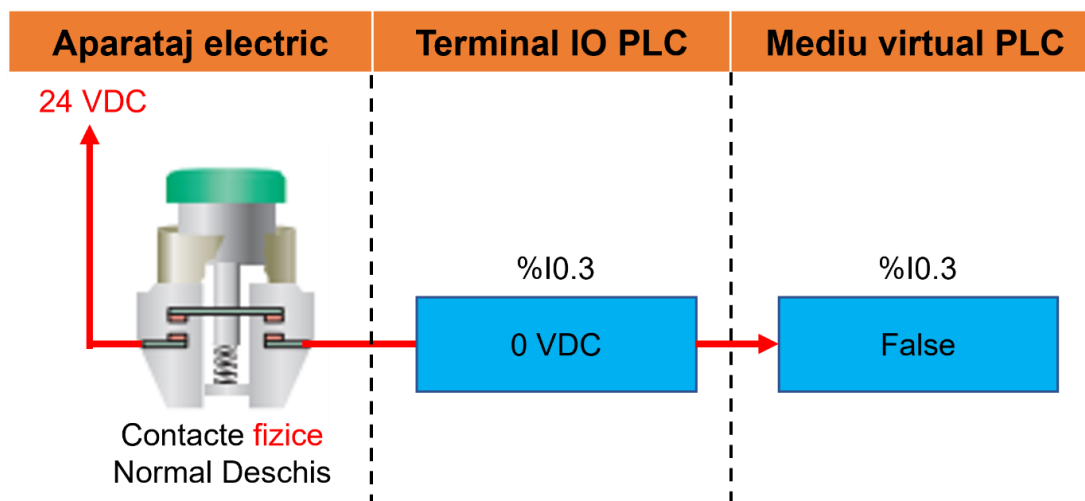 Aparataj electric
Terminal IO PLC
Mediu virtual PLC
24 VDC
%I0.3
%I0.3
0 VDC
False
Contacte fizice
Normal Deschis